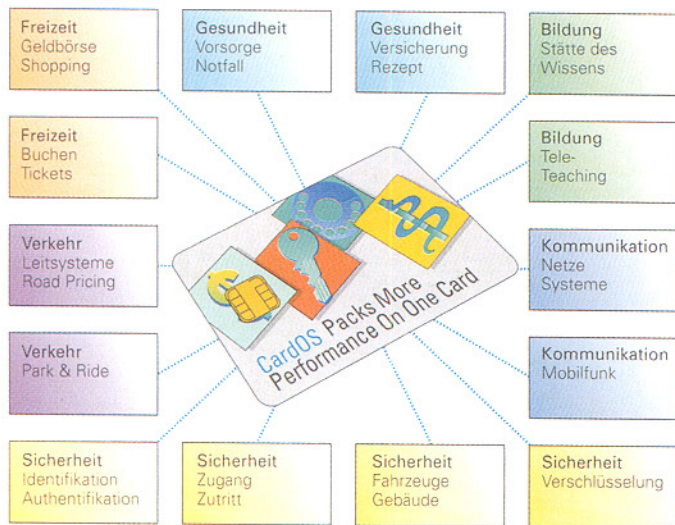 Freizeit
Geldbörse
Shopping
Gesundheit
Vorsorge
Notfall
Gesundheit
Versicherung
Rezept
Bildung
Stätte des
Wissens
Freizeit
Buchen
Tickets
Bildung
Tele-
Teaching
Verkehr
Leitsysteme
Road Pricing
Kommunikation
Netze
Systeme
CardOS Packs More
Performance On One Card
Verkehr
Park & Ride
Kommunikation
Mobilfunk
Sicherheit
Identifikation
Authentifikation
Sicherheit
Zugang
Zutritt
Sicherheit
Fahrzeuge
Gebäude
Sicherheit
Verschlüsselung